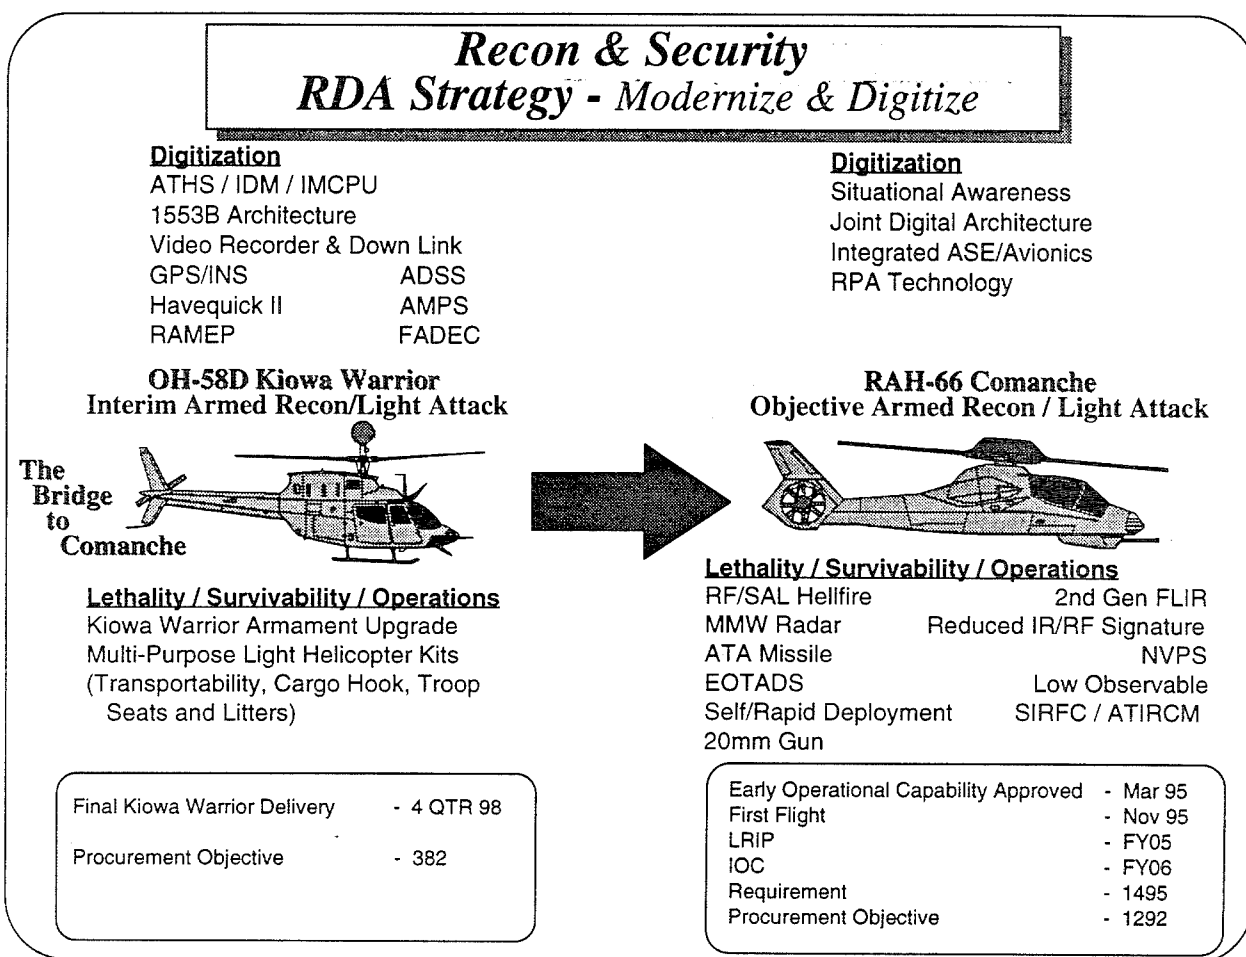 Recon & Security
RDA Strategy - Modernize & Digitize
Digitization
ATHS / IDM / IMCPU
1553B Architecture
Video Recorder & Down Link
GPS/INS ADSS
Havequick II AMPS
RAMEP FADEC
Digitization
Situational Awareness
Joint Digital Architecture
Integrated ASE/Avionics
RPA Technology
OH-58D Kiowa Warrior
Interim Armed Recon/Light Attack
The
Bridge
to
Comanche
RAH-66 Comanche
Objective Armed Recon / Light Attack
Lethality / Survivability / Operations
Kiowa Warrior Armament Upgrade
Multi-Purpose Light Helicopter Kits
(Transportability, Cargo Hook, Troop
Seats and Litters)
Lethality / Survivability / Operations
RF/SAL Hellfire 2nd Gen FLIR
MMW Radar Reduced IR/RF Signature
ATA Missile NVPS
EOTADS Low Observable
Self/Rapid Deployment SIRFC / ATIRCM
20mm Gun
Final Kiowa Warrior Delivery - 4 QTR 98
Procurement Objective - 382
Early Operational Capability Approved - Mar 95
First Flight - Nov 95
LRIP - FY05
IOC - FY06
Requirement - 1495
Procurement Objective - 1292